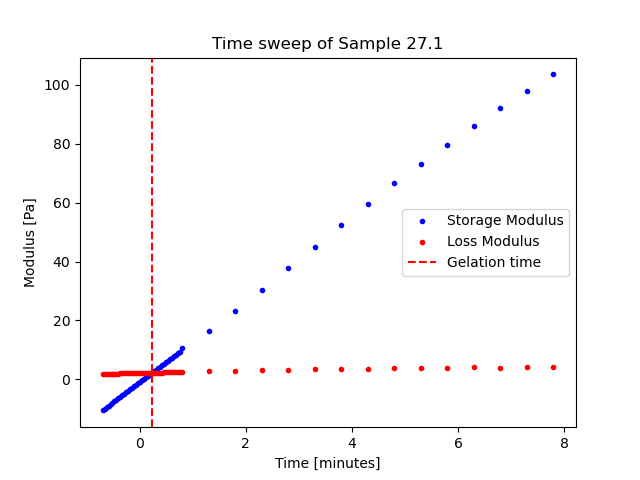 Time sweep of Sample 27.1
100
80
60
40
20
0
Modulus [Pa]
Storage Modulus
Loss Modulus
Gelation time
0 2 4 6 8
Time [minutes]